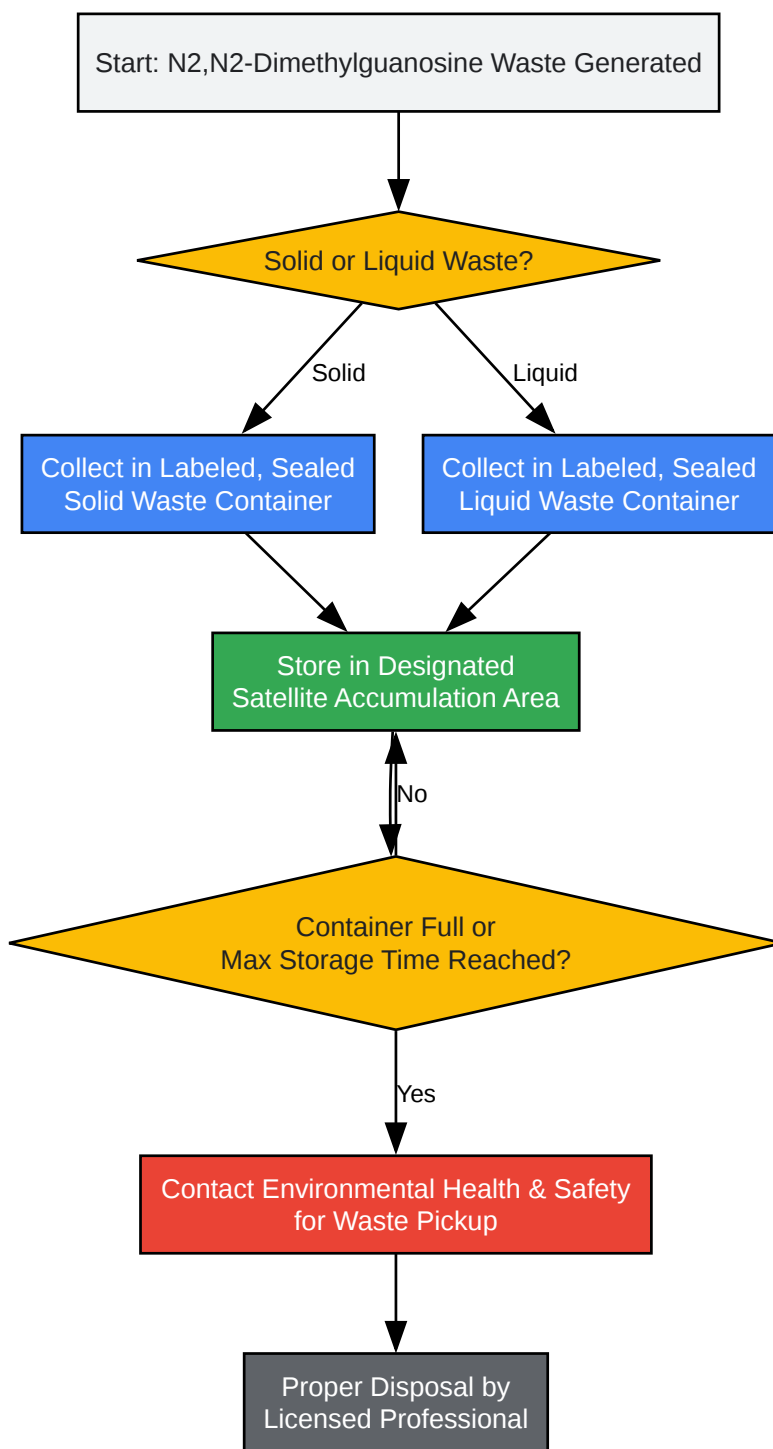 Start: N2,N2-Dimethylguanosine Waste Generated
Solid or Liquid Waste?
Solid
Liquid
Collect in Labeled, Sealed
Solid Waste Container
Collect in Labeled, Sealed
Liquid Waste Container
Store in Designated
Satellite Accumulation Area
No
Container Full or
Max Storage Time Reached?
Yes
Contact Environmental Health & Safety
for Waste Pickup
Proper Disposal by
Licensed Professional